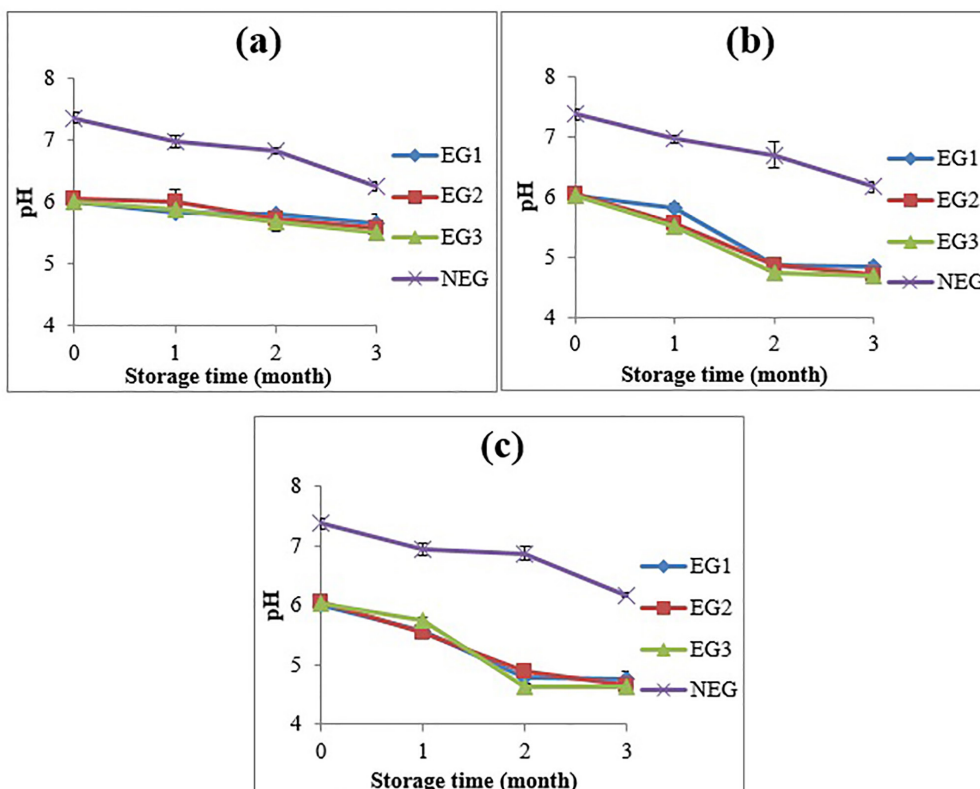 (a)
8
7
6
5
4
pH
0 1 2 3
Storage time (month)
EG1
EG2
EG3
NEG
(b)
8
7
6
5
4
pH
0 1 2 3
Storage time (month)
EG1
EG2
EG3
NEG
(c)
8
7
6
5
4
pH
0 1 2 3
Storage time (month)
EG1
EG2
EG3
NEG